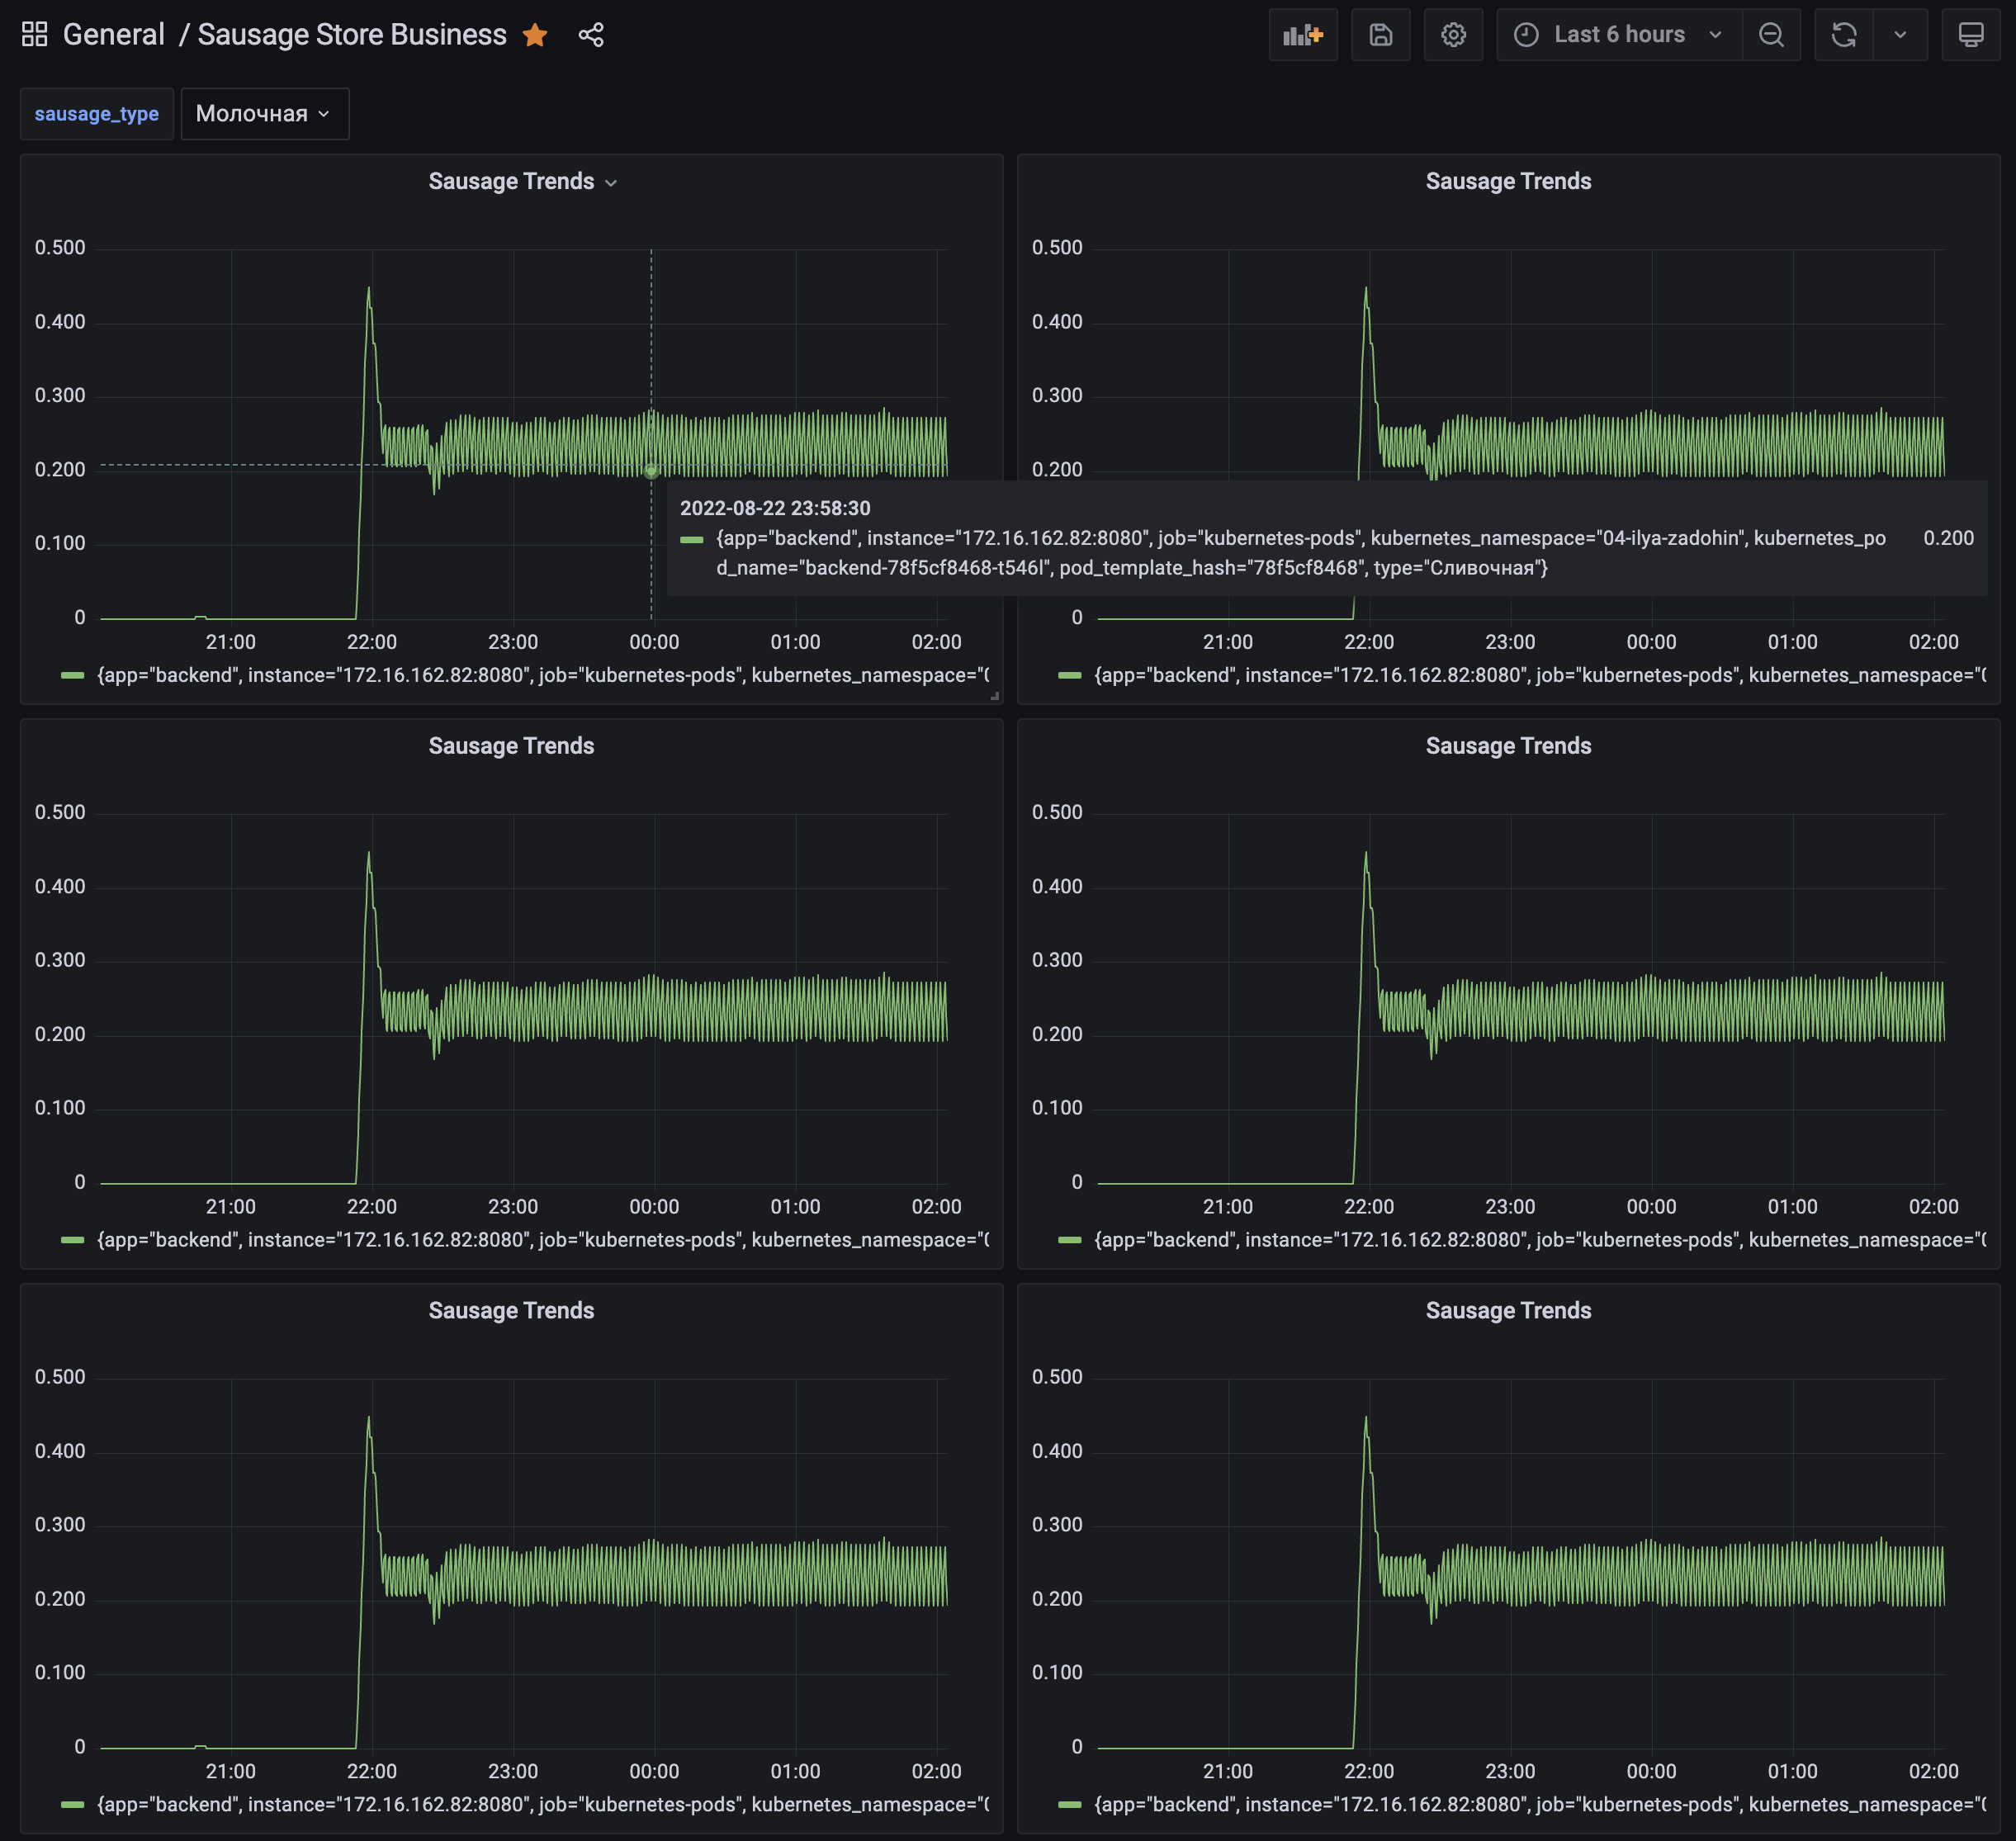 General / Sausage Store Business
Last 6 hours
sausage_type Молочная
Sausage Trends
0.500
0.400
0.300
0.200
0.100
0
21:00 22:00 23:00 00:00 01:00 02:00
{app="backend", instance="172.16.162.82:8080", job="kubernetes-pods", kubernetes_namespace="0
Sausage Trends
0.500
0.400
0.300
0.200
0
21:00 22:00 23:00 00:00 01:00 02:00
{app="backend", instance="172.16.162.82:8080", job="kubernetes-pods", kubernetes_namespace="0
2022-08-22 23:58:30
{app="backend", instance="172.16.162.82:8080", job="kubernetes-pods", kubernetes_namespace="04-ilya-zadohin", kubernetes_po 0.200
d_name="backend-78f5cf8468-t546l", pod_template_hash="78f5cf8468", type="Сливочная"}
Sausage Trends
0.500
0.400
0.300
0.200
0.100
0
21:00 22:00 23:00 00:00 01:00 02:00
{app="backend", instance="172.16.162.82:8080", job="kubernetes-pods", kubernetes_namespace="0
Sausage Trends
0.500
0.400
0.300
0.200
0.100
0
21:00 22:00 23:00 00:00 01:00 02:00
{app="backend", instance="172.16.162.82:8080", job="kubernetes-pods", kubernetes_namespace="0
Sausage Trends
0.500
0.400
0.300
0.200
0.100
0
21:00 22:00 23:00 00:00 01:00 02:00
{app="backend", instance="172.16.162.82:8080", job="kubernetes-pods", kubernetes_namespace="0
Sausage Trends
0.500
0.400
0.300
0.200
0.100
0
21:00 22:00 23:00 00:00 01:00 02:00
{app="backend", instance="172.16.162.82:8080", job="kubernetes-pods", kubernetes_namespace="0